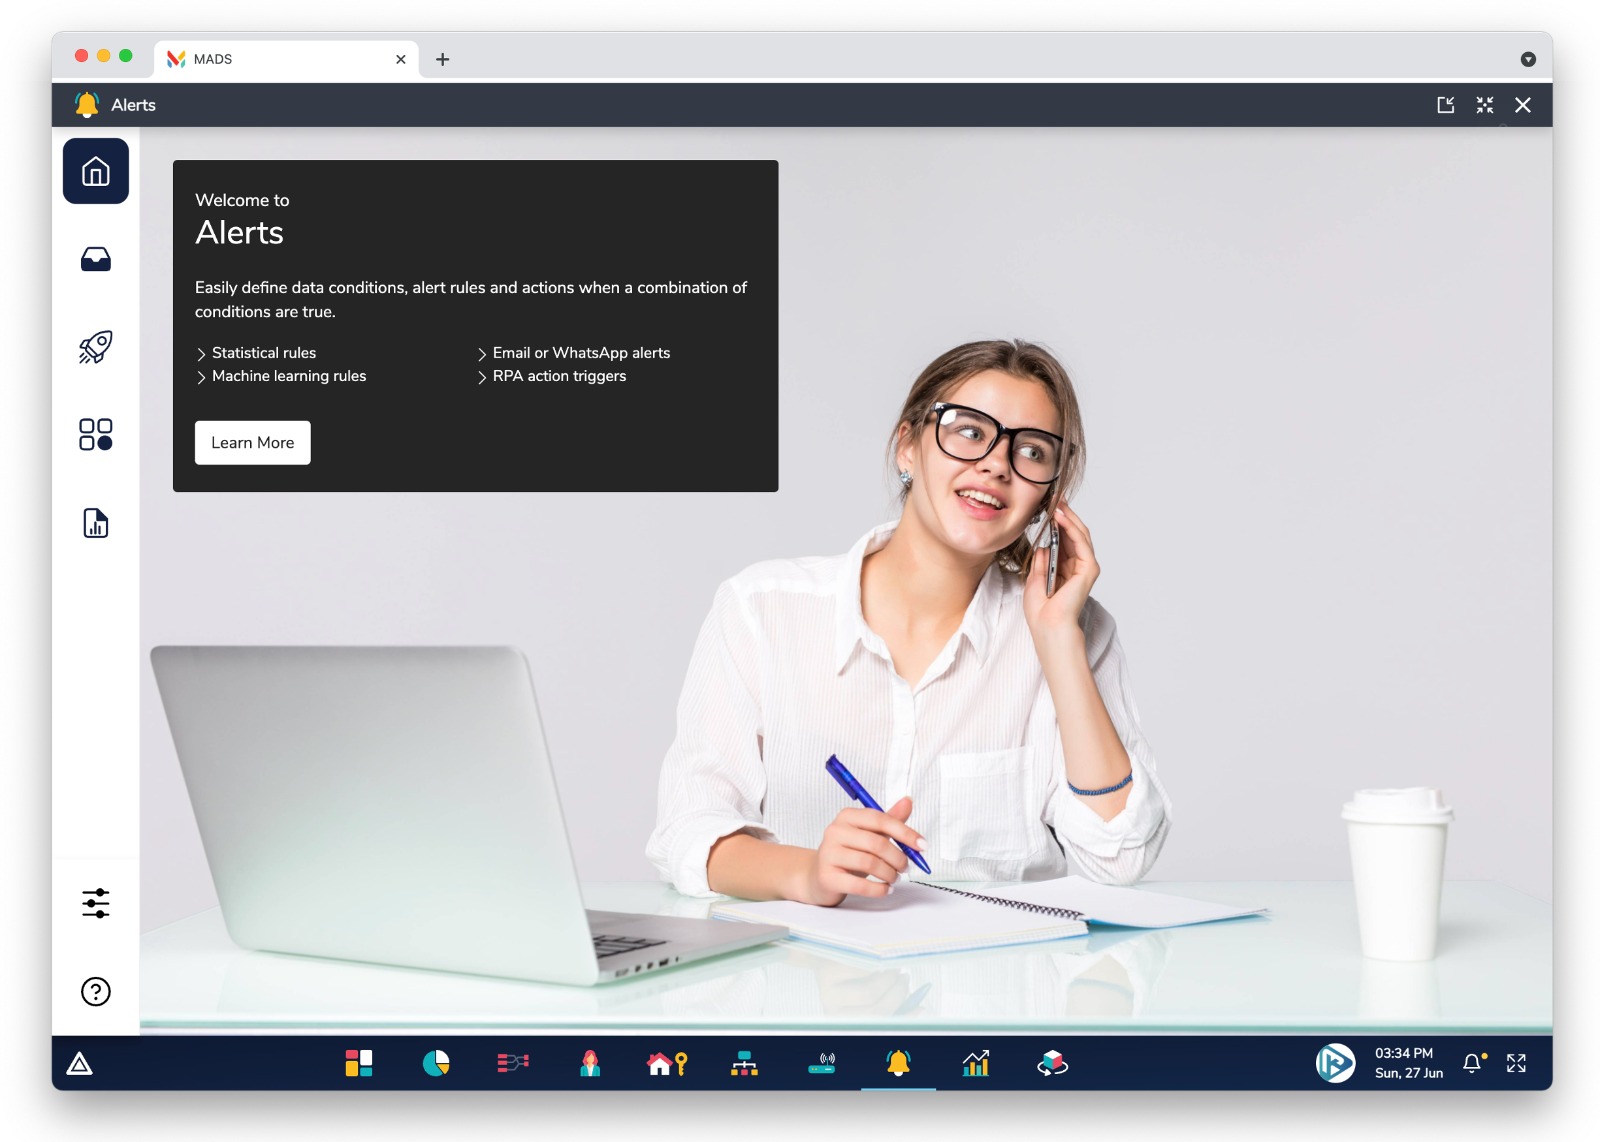 MADS
Alerts
Welcome to
Alerts
Easily define data conditions, alert rules and actions when a combination of
conditions are true.
Statistical rules
Email or WhatsApp alerts
Machine learning rules
RPA action triggers
Learn More
03:34 PM
Sun, 27 Jun